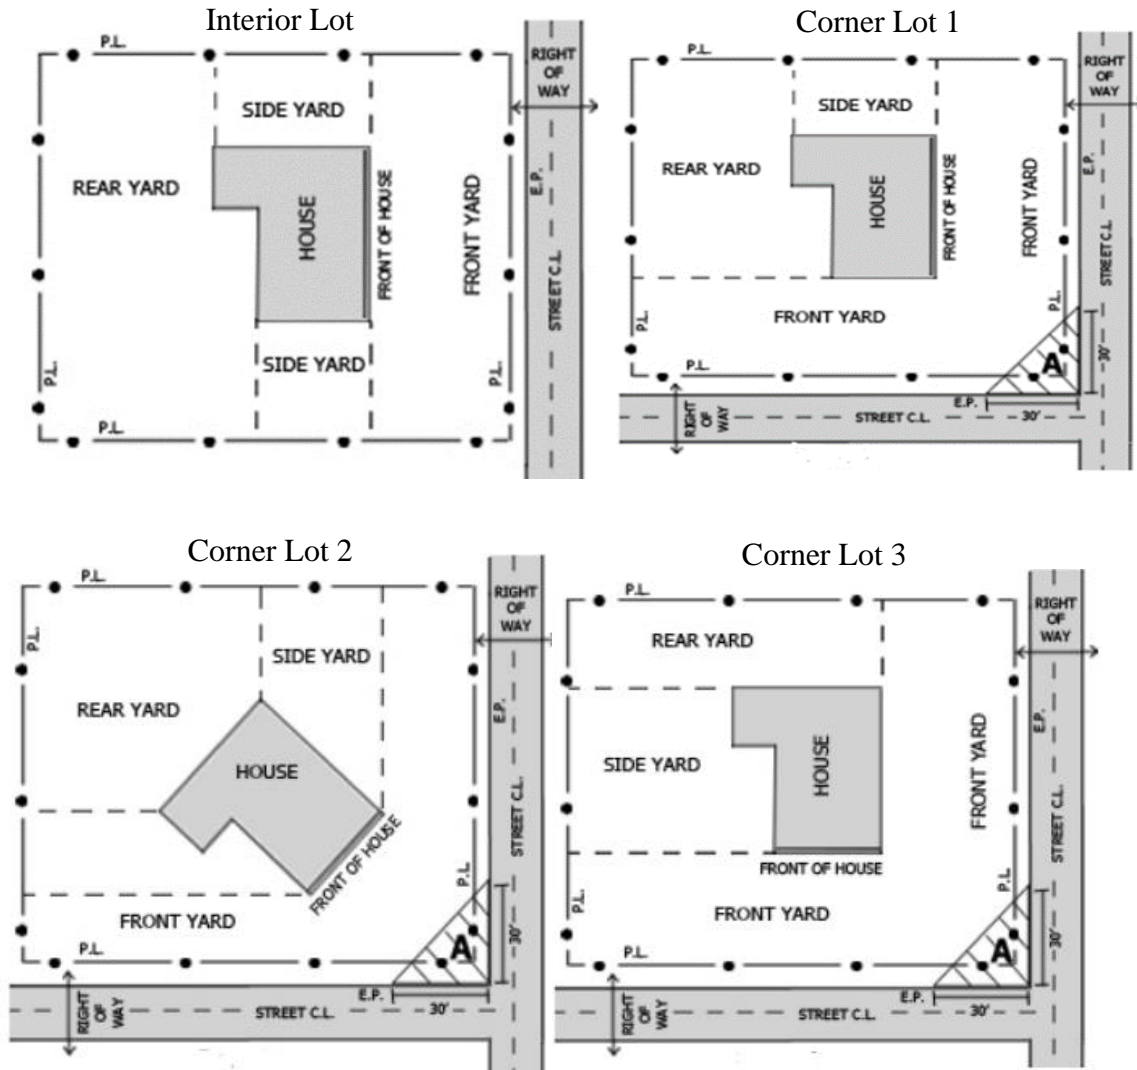 Interior Lot
P.L.
RIGHT
OF
WAY
SIDE YARD
REAR YARD
HOUSE
FRONT OF HOUSE
FRONT YARD
E.P.
STREET C.L.
SIDE YARD
P.L.
P.L.
P.L.
Corner Lot 1
P.L.
RIGHT
OF
WAY
SIDE YARD
REAR YARD
HOUSE
FRONT OF HOUSE
FRONT YARD
E.P.
STREET C.L.
P.L.
P.L.
FRONT YARD
A
30'
P.L.
E.P.
30'
RIGHT
OF
WAY
STREET C.L.
Corner Lot 2
P.L.
RIGHT
OF
WAY
P.L.
SIDE YARD
REAR YARD
E.P.
HOUSE
STREET C.L.
FRONT OF HOUSE
P.L
FRONT YARD
A
30'
P.L.
E.P.
30'
RIGHT
OF
WAY
STREET C.L.
Corner Lot 3
P.L.
RIGHT
OF
WAY
REAR YARD
E.P.
SIDE YARD
HOUSE
FRONT YARD
STREET C.L.
FRONT OF HOUSE
P.L.
P.L
FRONT YARD
A
30'
E.P.
30'
RIGHT
OF
WAY
STREET C.L.